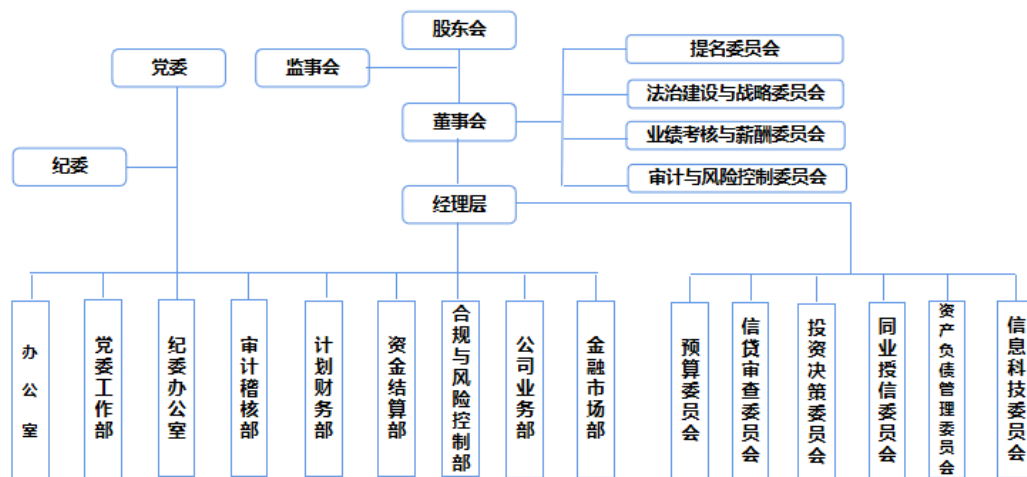 股东会
党委
监事会
提名委员会
法治建设与战略委员会
董事会
业绩考核与薪酬委员会
纪委
审计与风险控制委员会
经理层
办公室
党委工作部
纪委办公室
审计稽核部
计划财务部
资金结算部
合规与风险控制部
公司业务部
金融市场部
预算委员会
信贷审查委员会
投资决策委员会
同业授信委员会
资产负债管理委员会
信息科技委员会